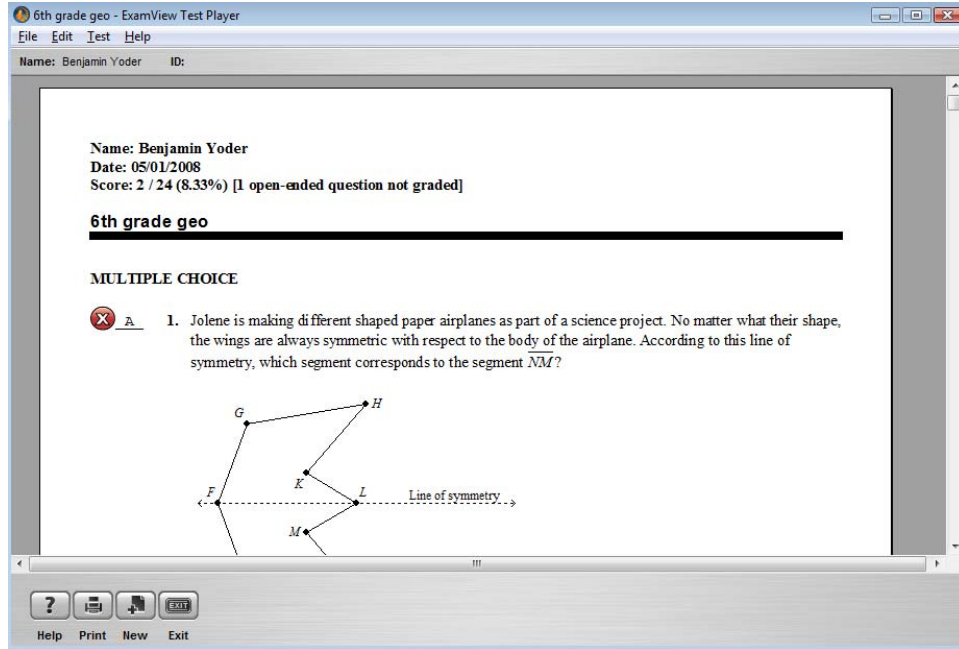 6th grade geo - ExamView Test Player
File Edit Test Help
Name: Benjamin Yoder ID:
Name: Benjamin Yoder
Date: 05/01/2008
Score: 2 / 24 (8.33%) [1 open-ended question not graded]
6th grade geo
MULTIPLE CHOICE
A 1. Jolene is making different shaped paper airplanes as part of a science project. No matter what their shape,
the wings are always symmetric with respect to the body of the airplane. According to this line of
symmetry, which segment corresponds to the segment NM?
H
G
K
F L Line of symmetry
M
? EXIT
Help Print New Exit